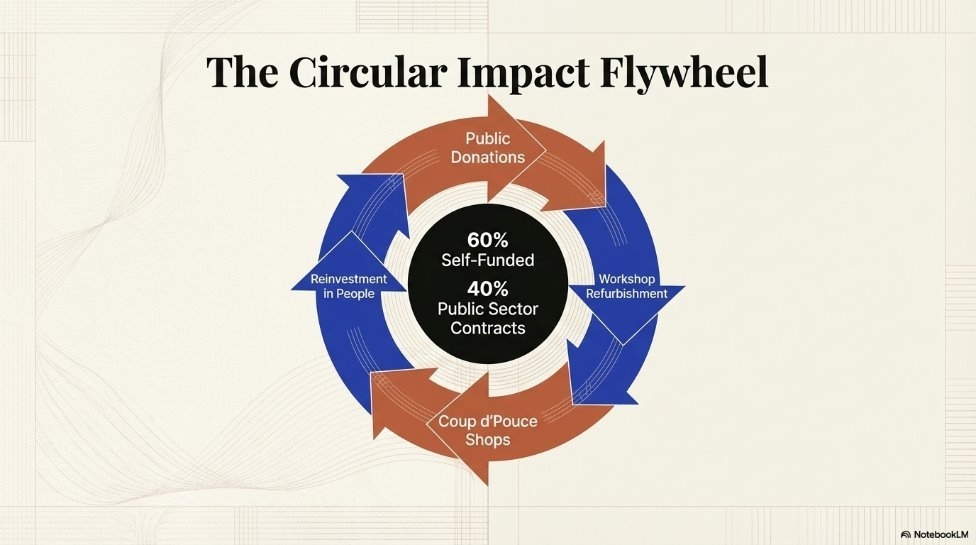 The Circular Impact Flywheel
Public
Donations
60%
Self-Funded
40%
Public Sector
Contracts
Reinvestment
in People
Workshop
Refurbishment
Coup d'Pouce
Shops
NotebookLM